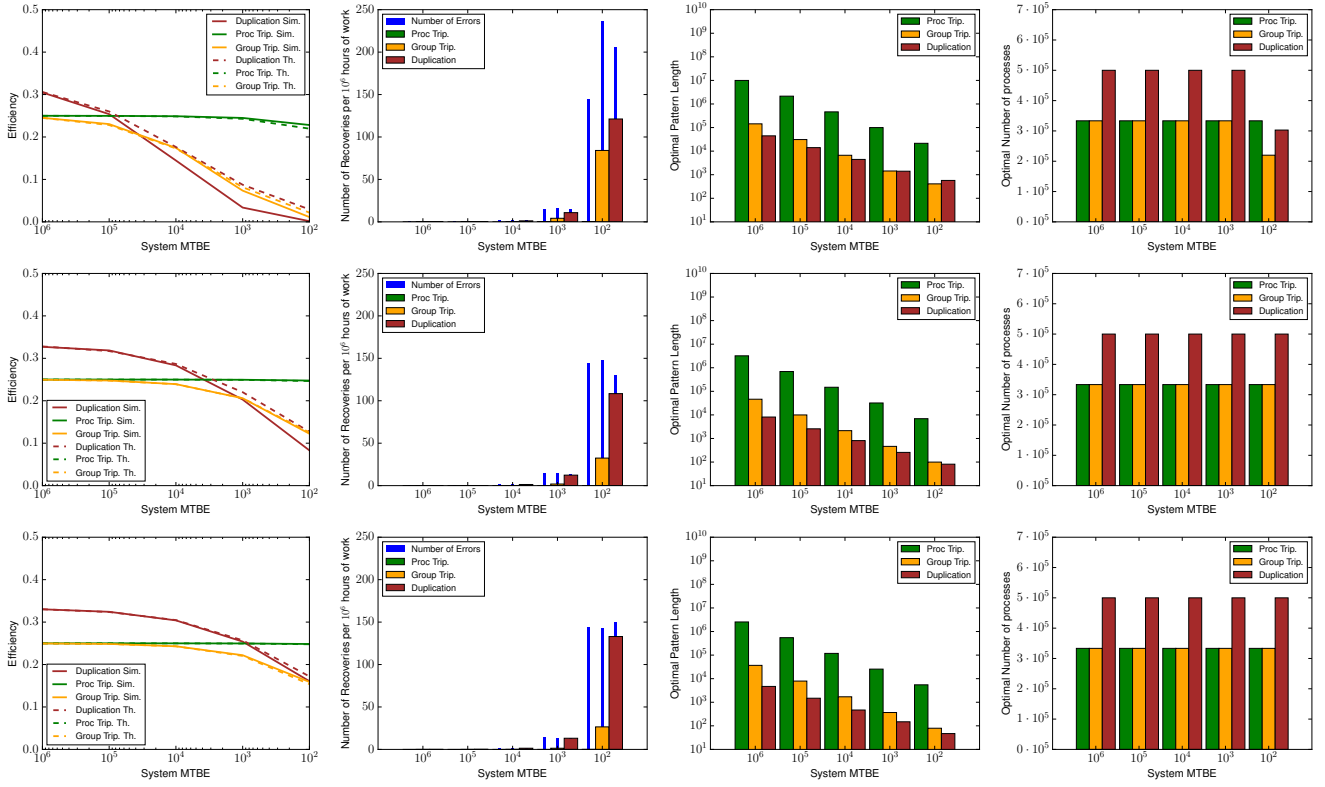 0.5
0.4
0.3
0.2
0.1
0.0
10^6
10^5
10^4
10^3
10^2
System MTBE
Efficiency
Duplication Sim.
Proc Trip. Sim.
Group Trip. Sim.
Duplication Th.
Proc Trip. Th.
Group Trip. Th.
250
200
150
100
50
0
10^6
10^5
10^4
10^3
10^2
System MTBE
Number of Recoveries per 10^6 hours of work
Number of Errors
Proc Trip.
Group Trip.
Duplication
10^10
10^9
10^8
10^7
10^6
10^5
10^4
10^3
10^2
10^1
10^6
10^5
10^4
10^3
10^2
System MTBE
Optimal Pattern Length
Proc Trip.
Group Trip.
Duplication
7 · 10^5
6 · 10^5
5 · 10^5
4 · 10^5
3 · 10^5
2 · 10^5
1 · 10^5
0 · 10^5
10^6
10^5
10^4
10^3
10^2
System MTBE
Optimal Number of processes
Proc Trip.
Group Trip.
Duplication
0.5
0.4
0.3
0.2
0.1
0.0
10^6
10^5
10^4
10^3
10^2
System MTBE
Efficiency
Duplication Sim.
Proc Trip. Sim.
Group Trip. Sim.
Duplication Th.
Proc Trip. Th.
Group Trip. Th.
250
200
150
100
50
0
10^6
10^5
10^4
10^3
10^2
System MTBE
Number of Recoveries per 10^6 hours of work
Number of Errors
Proc Trip.
Group Trip.
Duplication
10^10
10^9
10^8
10^7
10^6
10^5
10^4
10^3
10^2
10^1
10^6
10^5
10^4
10^3
10^2
System MTBE
Optimal Pattern Length
Proc Trip.
Group Trip.
Duplication
7 · 10^5
6 · 10^5
5 · 10^5
4 · 10^5
3 · 10^5
2 · 10^5
1 · 10^5
0 · 10^5
10^6
10^5
10^4
10^3
10^2
System MTBE
Optimal Number of processes
Proc Trip.
Group Trip.
Duplication
0.5
0.4
0.3
0.2
0.1
0.0
10^6
10^5
10^4
10^3
10^2
System MTBE
Efficiency
Duplication Sim.
Proc Trip. Sim.
Group Trip. Sim.
Duplication Th.
Proc Trip. Th.
Group Trip. Th.
250
200
150
100
50
0
10^6
10^5
10^4
10^3
10^2
System MTBE
Number of Recoveries per 10^6 hours of work
Number of Errors
Proc Trip.
Group Trip.
Duplication
10^10
10^9
10^8
10^7
10^6
10^5
10^4
10^3
10^2
10^1
10^6
10^5
10^4
10^3
10^2
System MTBE
Optimal Pattern Length
Proc Trip.
Group Trip.
Duplication
7 · 10^5
6 · 10^5
5 · 10^5
4 · 10^5
3 · 10^5
2 · 10^5
1 · 10^5
0 · 10^5
10^6
10^5
10^4
10^3
10^2
System MTBE
Optimal Number of processes
Proc Trip.
Group Trip.
Duplication